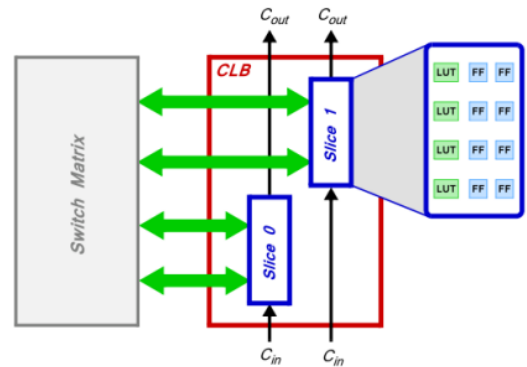 Cout Cout
CLB
Switch Matrix
Slice 1
Slice 0
LUT FF FF
LUT FF FF
LUT FF FF
LUT FF FF
Cin Cin